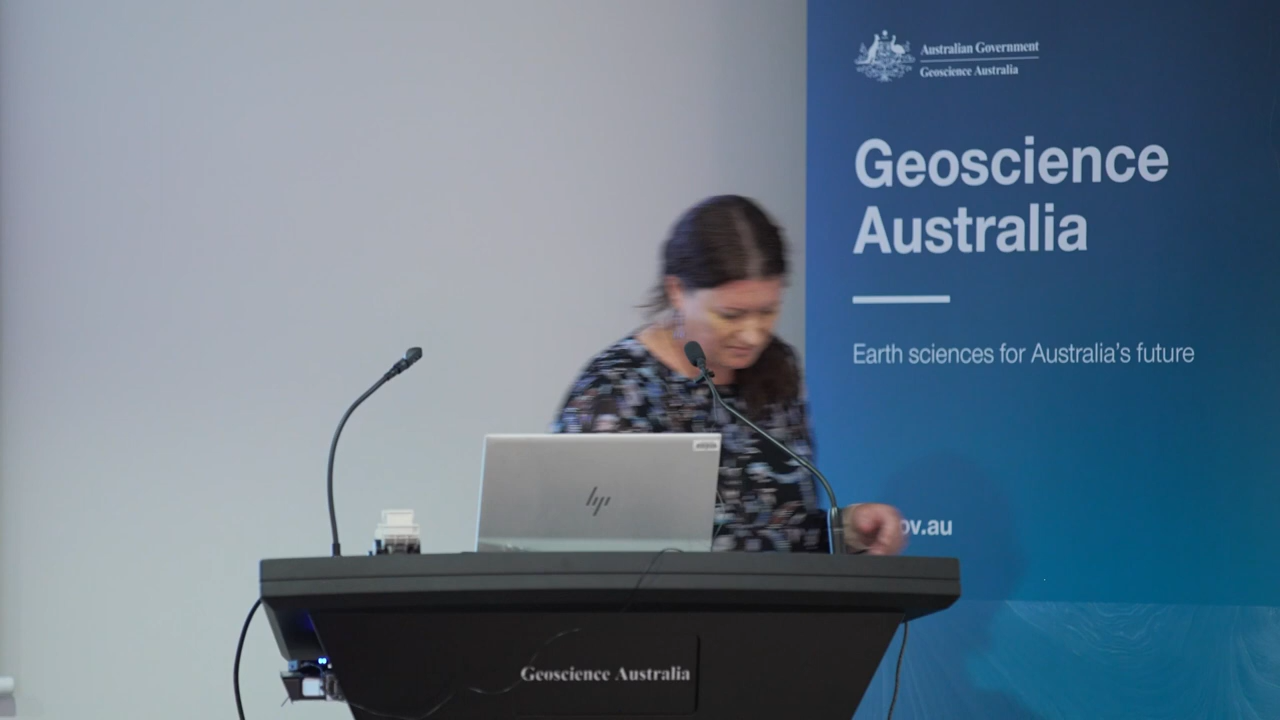 Australian Government
Geoscience Australia
Geoscience
Australia
Earth sciences for Australia's future
ov.au
hp
Geoscience Australia